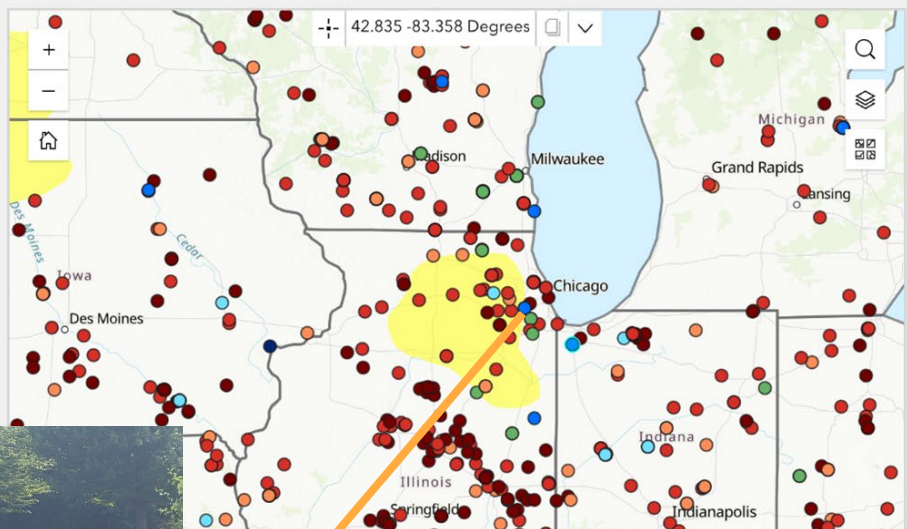 42.835 -83.358 Degrees
+
−
Michigan
Madison
Milwaukee
Grand Rapids
Lansing
Des Moines
Cedar
Iowa
Chicago
Des Moines
Indiana
Illinois
Springfield
Indianapolis